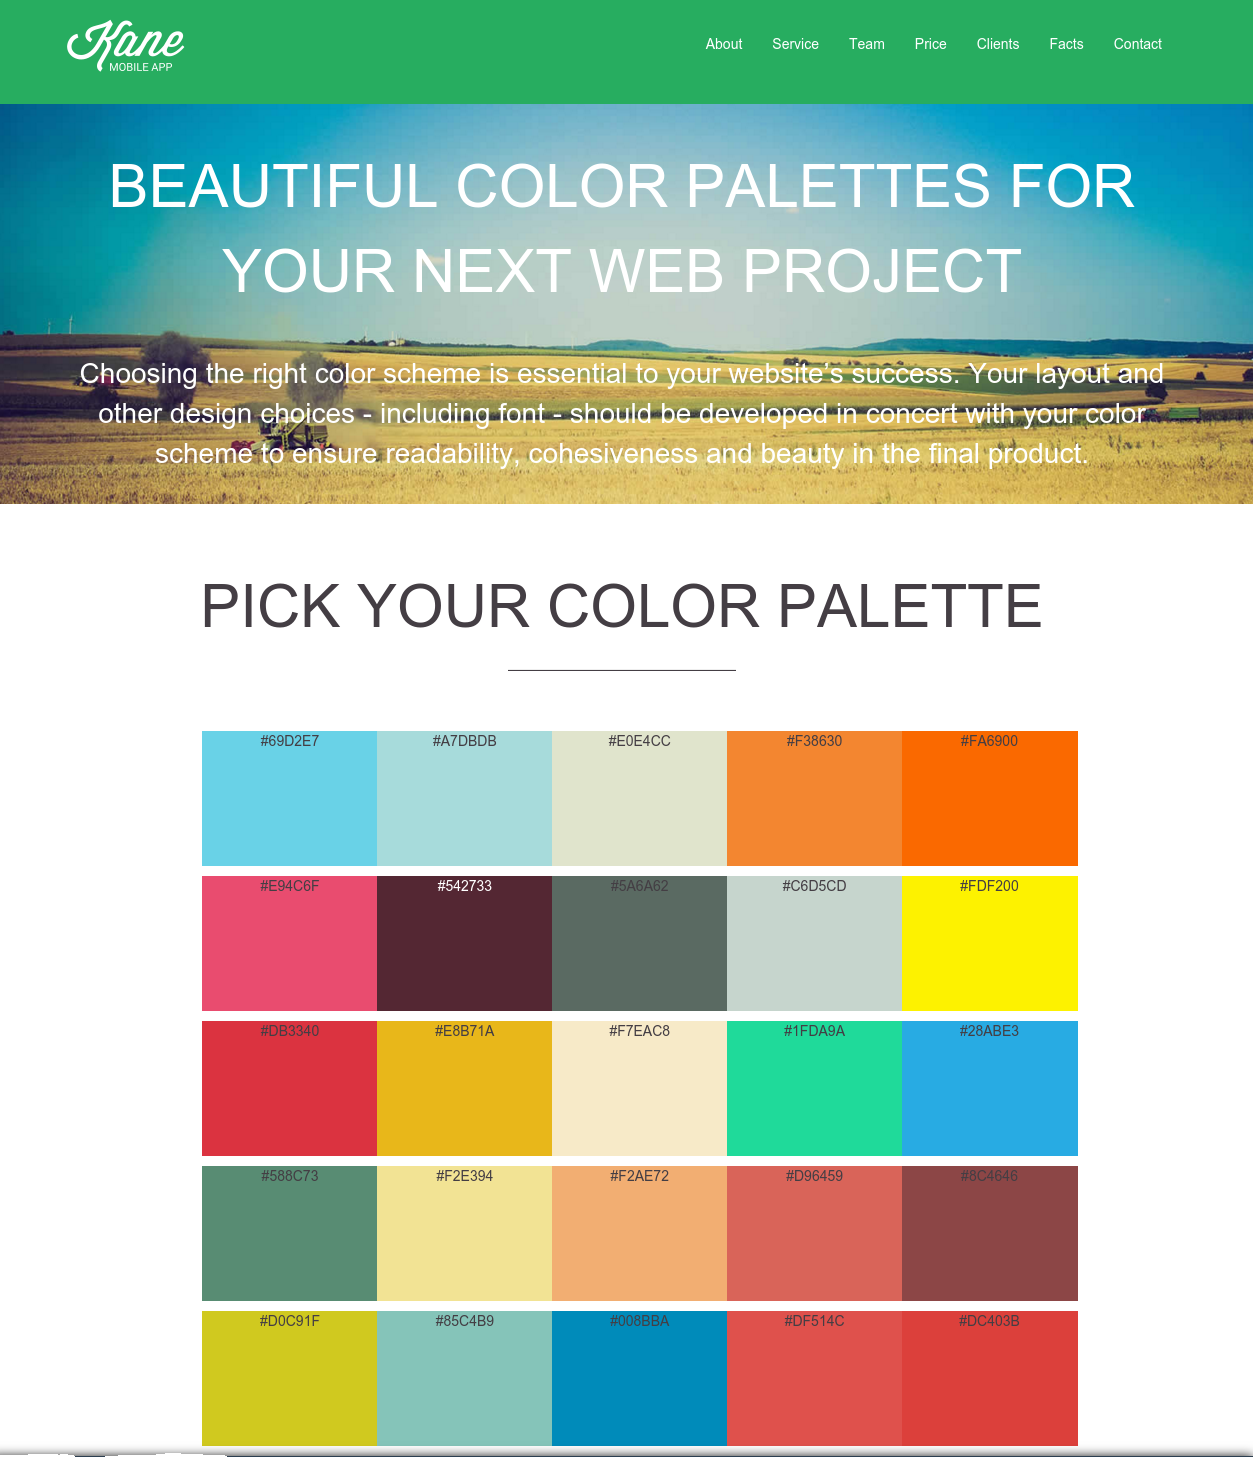 Kane
MOBILE APP
About Service Team Price Clients Facts Contact
BEAUTIFUL COLOR PALETTES FOR
YOUR NEXT WEB PROJECT
Choosing the right color scheme is essential to your website's success. Your layout and
other design choices - including font - should be developed in concert with your color
scheme to ensure readability, cohesiveness and beauty in the final product.
PICK YOUR COLOR PALETTE
#69D2E7 #A7DBDB #E0E4CC #F38630 #FA6900
#E94C6F #542733 #5A6A62 #C6D5CD #FDF200
#DB3340 #E8B71A #F7EAC8 #1FDA9A #28ABE3
#588C73 #F2E394 #F2AE72 #D96459 #8C4646
#D0C91F #85C4B9 #008BBA #DF514C #DC403B